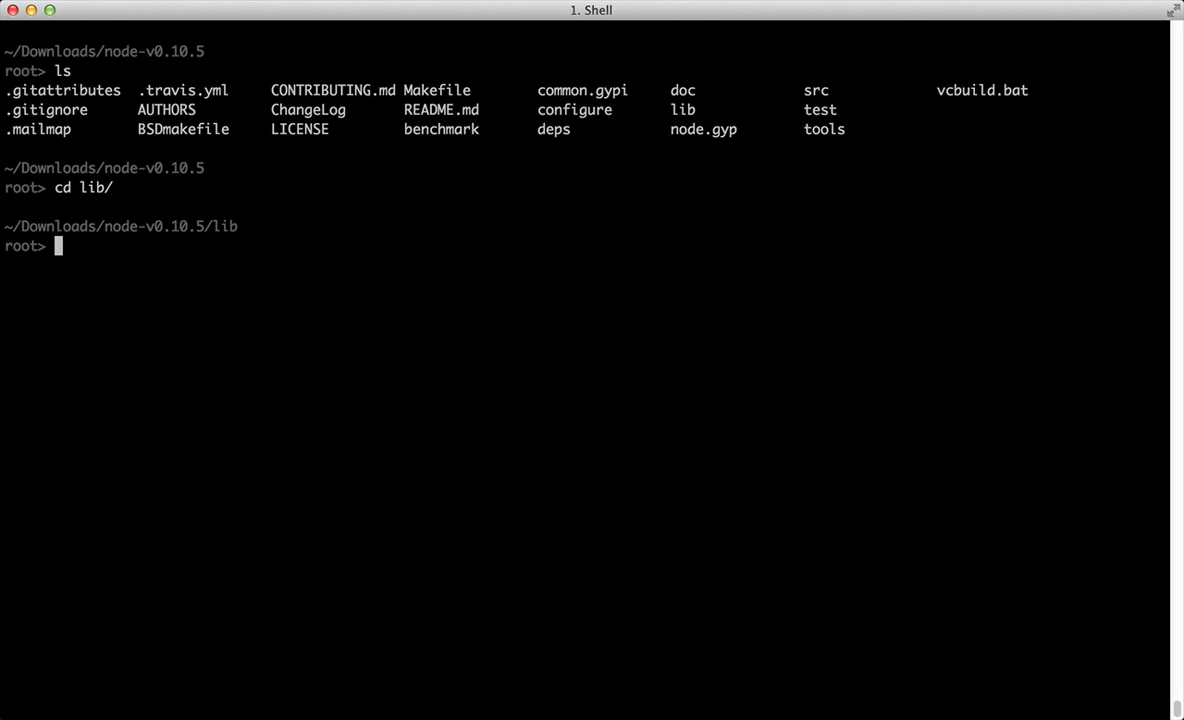 1. Shell
~/Downloads/node-v0.10.5
root> ls
.gitattributes .travis.yml CONTRIBUTING.md Makefile common.gypi doc src vcbuild.bat
.gitignore AUTHORS ChangeLog README.md configure lib test
.mailmap BSDmakefile LICENSE benchmark deps node.gyp tools
~/Downloads/node-v0.10.5
root> cd lib/
~/Downloads/node-v0.10.5/lib
root>